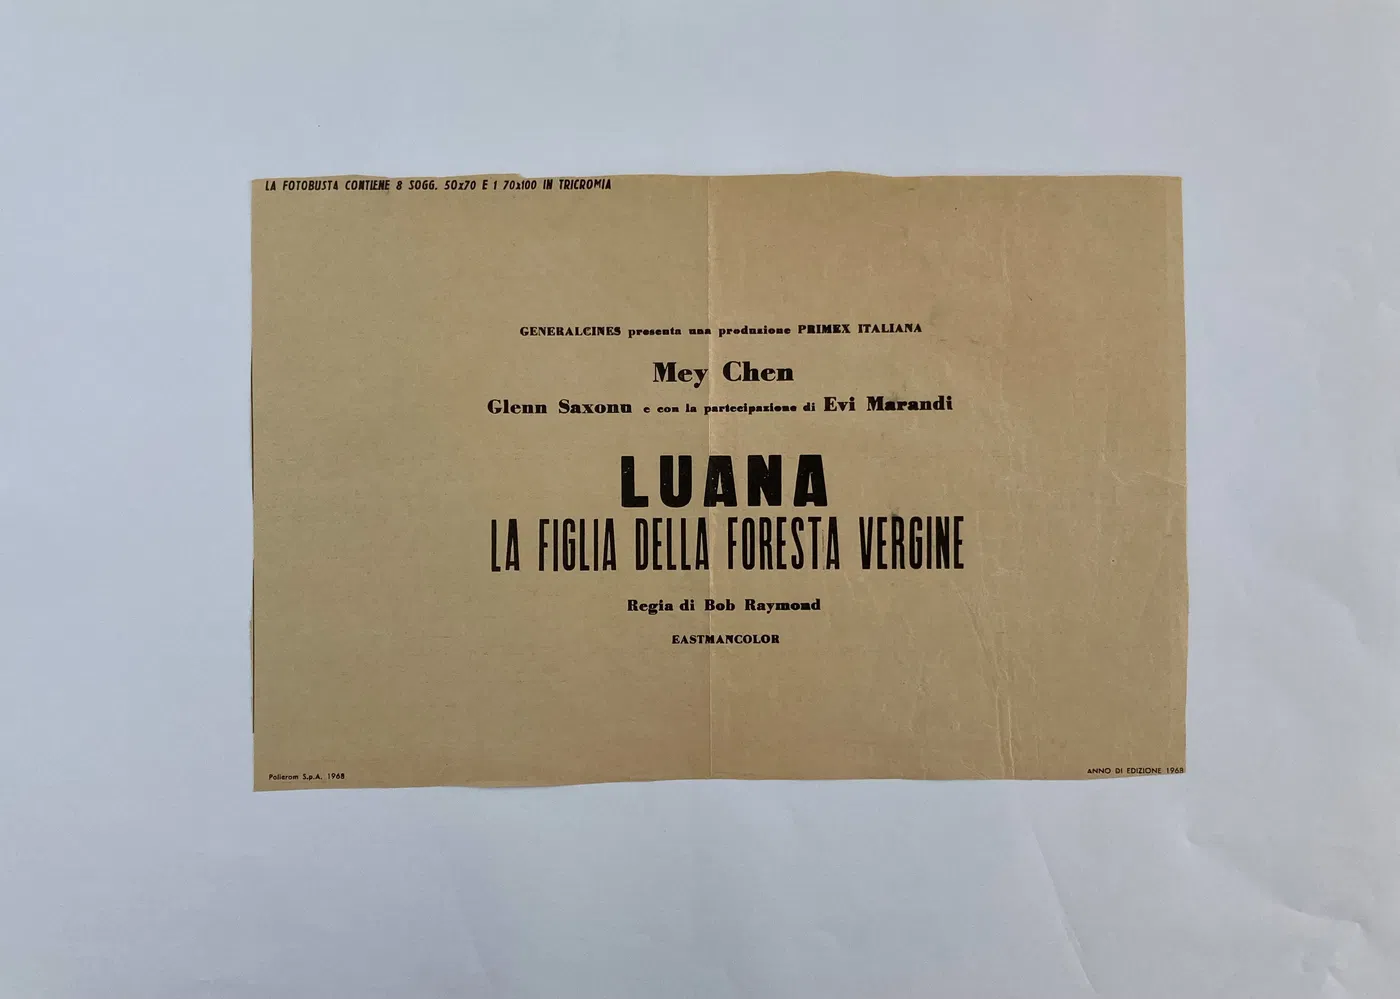 LA FOTOBUSTA CONTIENE 8 SOGG. 50x70 E 1 70x100 IN TRICROMIA
GENERALCINES presenta una produzione PRIMEX ITALIANA
Mey Chen
Glenn Saxonn e con la partecipazione di Evi Marandi
LUANA
LA FIGLIA DELLA FORESTA VERGINE
Regia di Bob Raymond
EASTMANCOLOR
Policrom S.p.A. 1968
ANNO DI EDIZIONE 1968